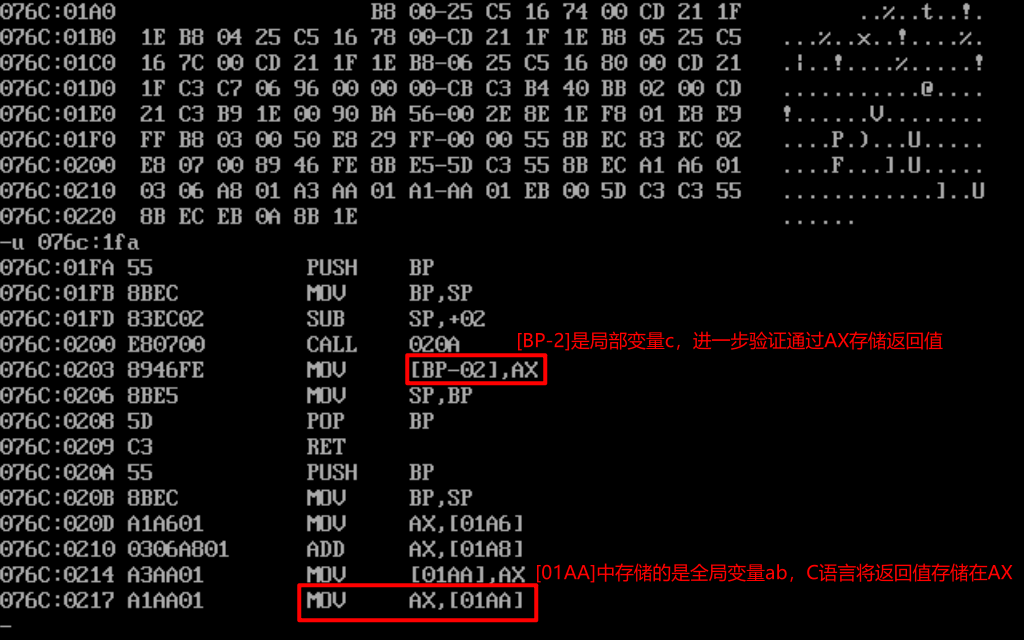 076C:01A0 B8 00-25 C5 16 74 00 CD 21 1F ..%..t..!.
076C:01B0 1E B8 04 25 C5 16 78 00-CD 21 1F 1E B8 05 25 C5 ...%..x..!....%.
076C:01C0 16 7C 00 CD 21 1F 1E B8-06 25 C5 16 80 00 CD 21 .|..!....%.....!
076C:01D0 1F C3 C7 06 96 00 00 00-CB C3 B4 40 BB 02 00 CD ...........@....
076C:01E0 21 C3 B9 1E 00 90 BA 56-00 2E 8E 1E F8 01 E8 E9 !......V........
076C:01F0 FF B8 03 00 50 E8 29 FF-00 00 55 8B EC 83 EC 02 ....P.)...U.....
076C:0200 E8 07 00 89 46 FE 8B E5-5D C3 55 8B EC A1 A6 01 ....F...].U.....
076C:0210 03 06 A8 01 A3 AA 01 A1-AA 01 EB 00 5D C3 C3 55 ............]..U
076C:0220 8B EC EB 0A 8B 1E ......
-u 076c:1fa
076C:01FA 55 PUSH BP
076C:01FB 8BEC MOV BP,SP
076C:01FD 83EC02 SUB SP,+02
076C:0200 E80700 CALL 020A
[BP-2]是局部变量c，进一步验证通过AX存储返回值
076C:0203 8946FE MOV [BP-02],AX
076C:0206 8BE5 MOV SP,BP
076C:0208 5D POP BP
076C:0209 C3 RET
076C:020A 55 PUSH BP
076C:020B 8BEC MOV BP,SP
076C:020D A1A601 MOV AX,[01A6]
076C:0210 0306A801 ADD AX,[01A8]
076C:0214 A3AA01 MOV [01AA],AX [01AA]中存储的是全局变量ab，C语言将返回值存储在AX
076C:0217 A1AA01 MOV AX,[01AA]
-